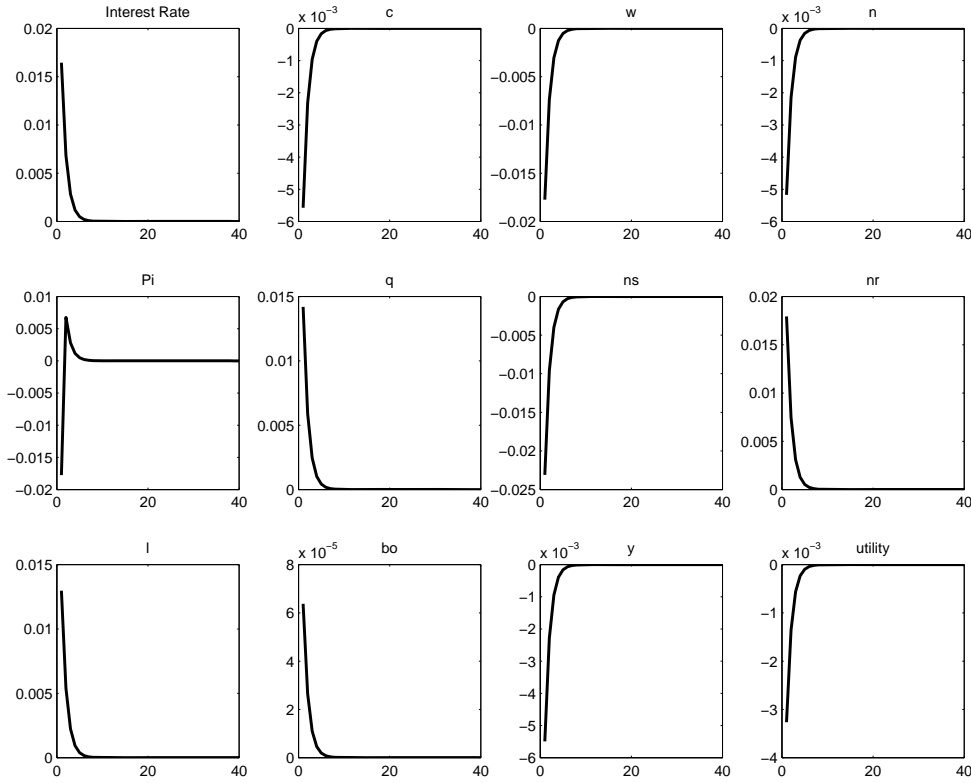 Interest Rate
0.02
0.015
0.01
0.005
0
0 20 40
x 10⁻³
c
0
−1
−2
−3
−4
−5
−6
0 20 40
w
0
−0.005
−0.01
−0.015
−0.02
0 20 40
x 10⁻³
n
0
−1
−2
−3
−4
−5
−6
0 20 40
Pi
0.01
0.005
0
−0.005
−0.01
−0.015
−0.02
0 20 40
q
0.015
0.01
0.005
0
0 20 40
ns
0
−0.005
−0.01
−0.015
−0.02
−0.025
0 20 40
nr
0.02
0.015
0.01
0.005
0
0 20 40
l
0.015
0.01
0.005
0
0 20 40
x 10⁻⁵
bo
8
6
4
2
0
0 20 40
x 10⁻³
y
0
−1
−2
−3
−4
−5
−6
0 20 40
x 10⁻³
utility
0
−1
−2
−3
−4
0 20 40